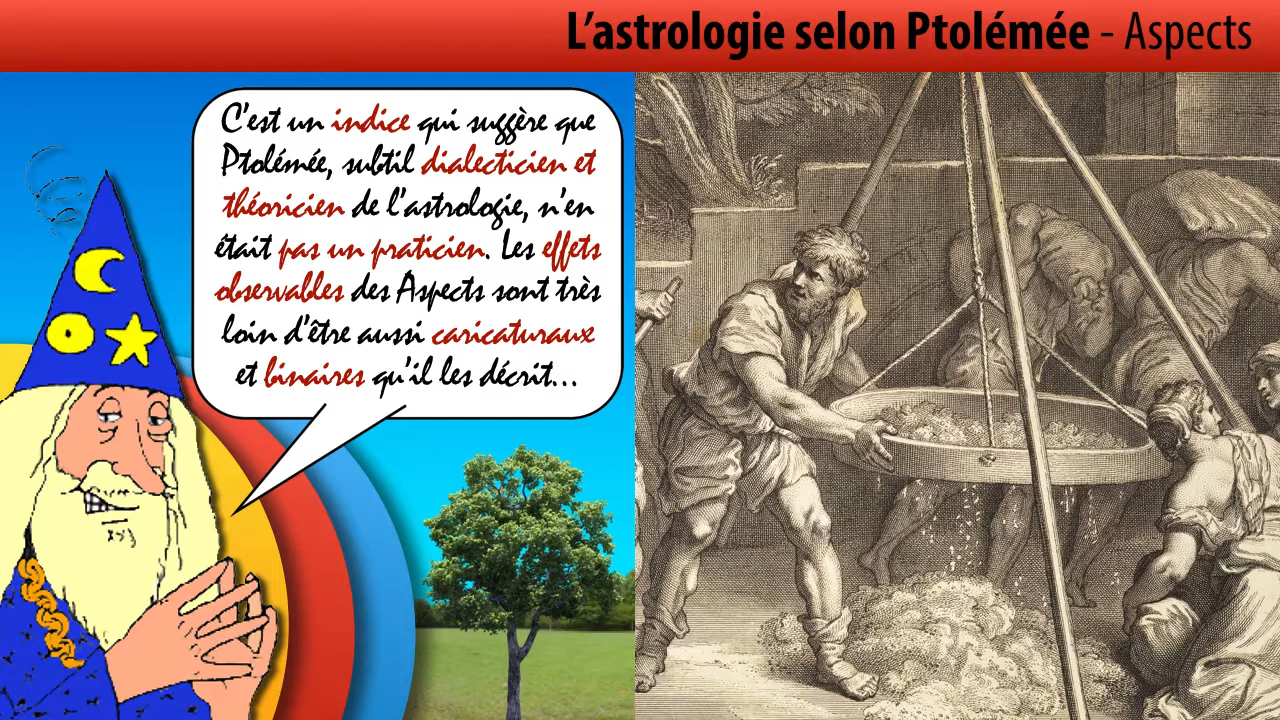 L’astrologie selon Ptolémée - Aspects
C’est un indice qui suggère que
Ptolémée, subtil dialecticien et
théoricien de l’astrologie, n’en
était pas un praticien. Les effets
observables des Aspects sont très
loin d’être aussi caricaturaux
et binaires qu’il les décrit...